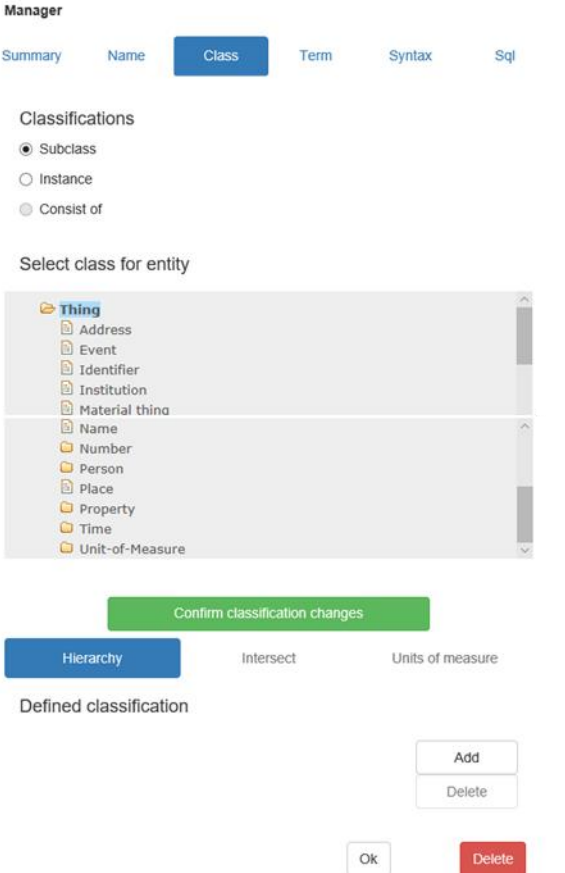 Manager
Summary Name Class Term Syntax Sql
Classifications
Subclass
Instance
Consist of
Select class for entity
Thing
Address
Event
Identifier
Institution
Material thing
Name
Number
Person
Place
Property
Time
Unit-of-Measure
Confirm classification changes
Hierarchy Intersect Units of measure
Defined classification
Add
Delete
Ok Delete